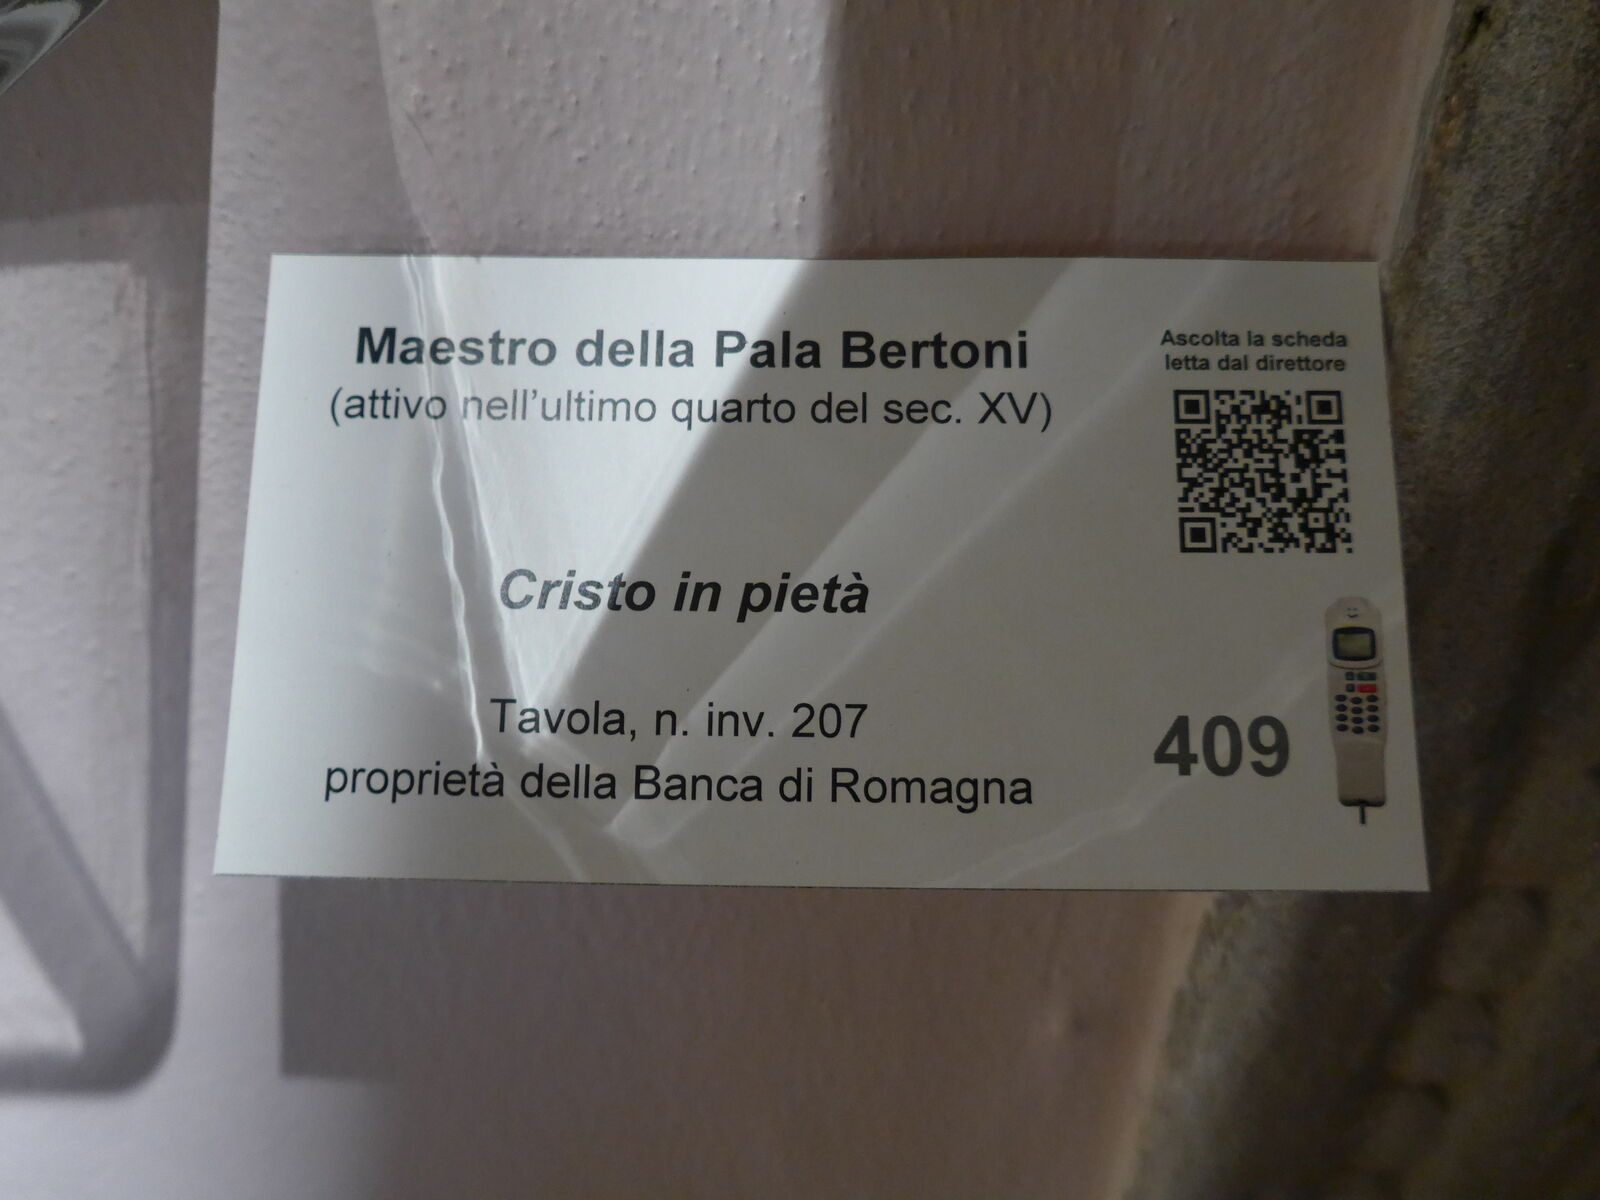 Maestro della Pala Bertoni
(attivo nell'ultimo quarto del sec. XV)
Cristo in pietà
Tavola, n. inv. 207
proprietà della Banca di Romagna
Ascolta la scheda
letta dal direttore
409